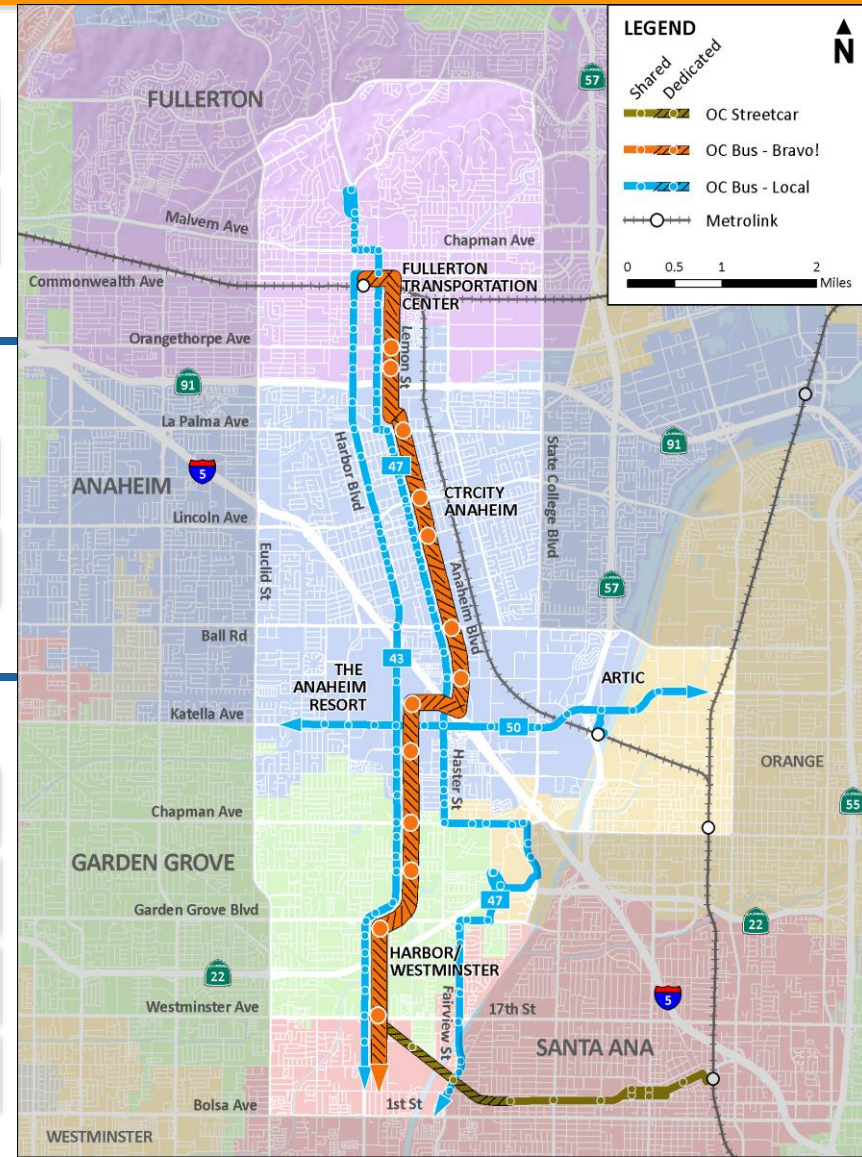 LEGEND
N
Shared
Dedicated
OC Streetcar
OC Bus - Bravo!
OC Bus - Local
Metrolink
0 0.5 1 2
Miles
57
FULLERTON
Malvern Ave
Chapman Ave
Commonwealth Ave
FULLERTON
TRANSPORTATION
CENTER
Orangethorpe Ave
Lemon St
91
La Palma Ave
Harbor Blvd
State College Blvd
91
47
5
ANAHEIM
CTRCITY
ANAHEIM
Lincoln Ave
Euclid St
Anaheim Blvd
57
Ball Rd
43
THE
ANAHEIM
RESORT
ARTIC
Katella Ave
50
Haster St
ORANGE
55
Chapman Ave
GARDEN GROVE
47
Garden Grove Blvd
22
HARBOR/
WESTMINSTER
22
Fairview St
5
Westminster Ave
17th St
SANTA ANA
Bolsa Ave
1st St
WESTMINSTER